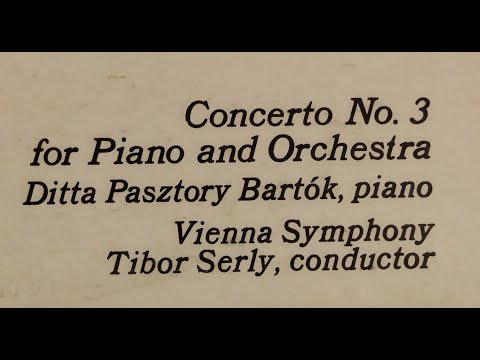 Concerto No. 3
for Piano and Orchestra
Ditta Pasztory Bartók, piano
Vienna Symphony
Tibor Serly, conductor